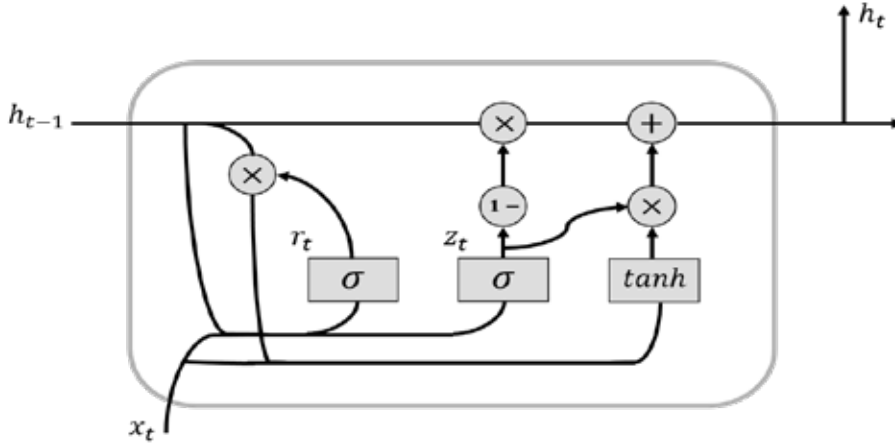 h_t
h_{t-1}
×
+
×
1 −
×
r_t
z_t
σ
σ
tanh
x_t